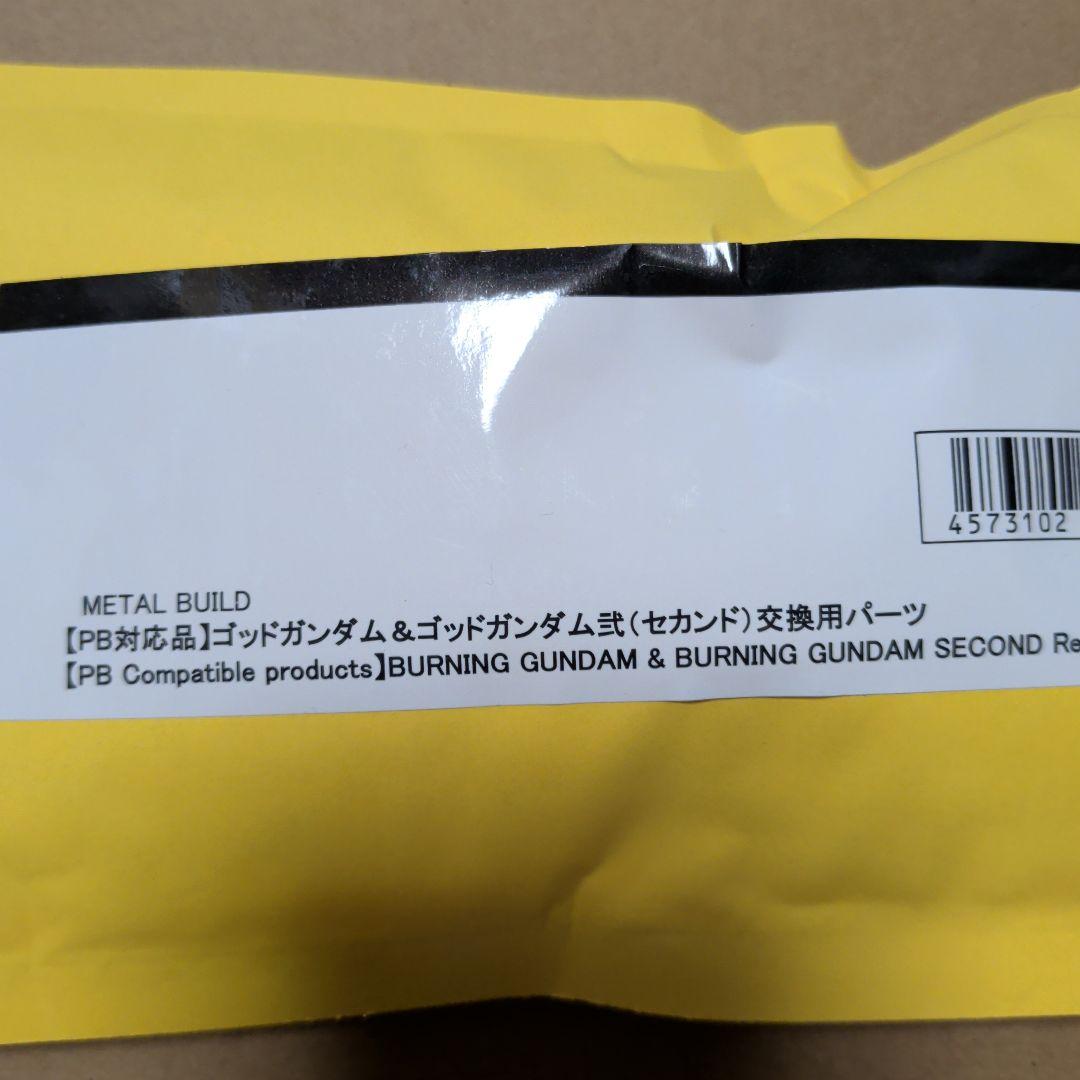 4573102
METAL BUILD
【PB対応品】ゴッドガンダム&ゴッドガンダム弐(セカンド)交換用パーツ
【PB Compatible products】BURNING GUNDAM & BURNING GUNDAM SECOND Re